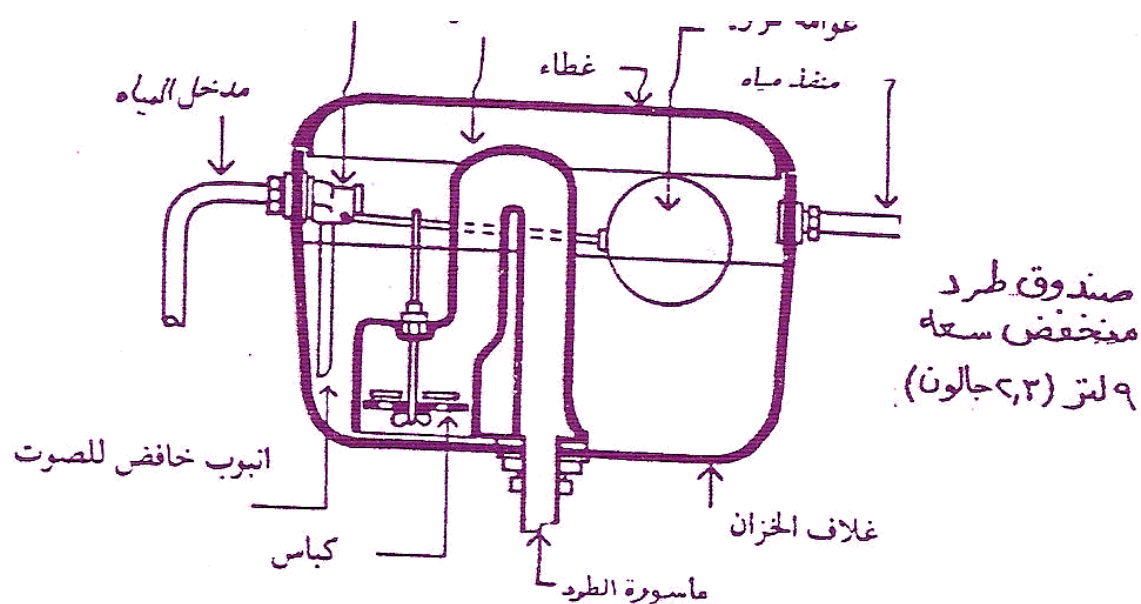 غطاء
منفذ مياه
مدخل المياه
صندوق طرد
منخفض سعه
٩ لتر (٢,٣ جالون)
انبوب خافض للصوت
غلاف الخزان
كباس
ماسورة الطرد